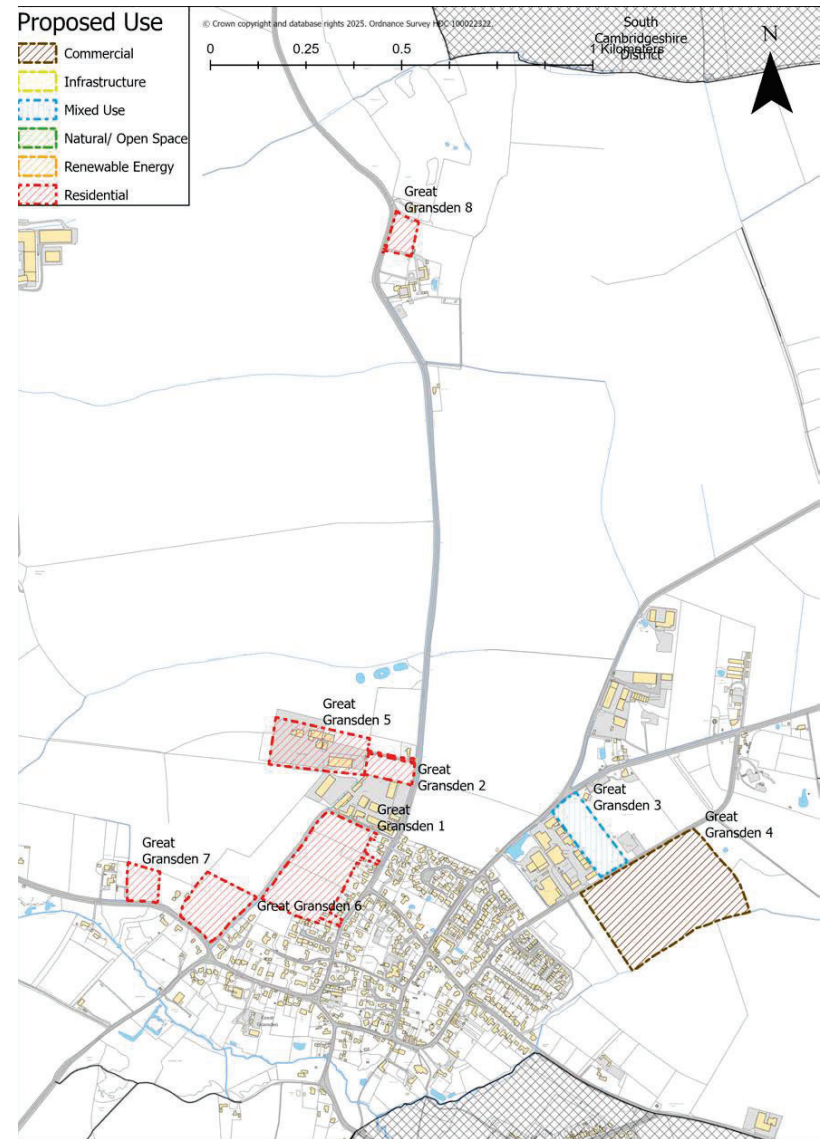 Proposed Use
Commercial
Infrastructure
Mixed Use
Natural/ Open Space
Renewable Energy
Residential
© Crown copyright and database rights 2025. Ordnance Survey HDC 100022322.
0
0.25
0.5
1 Kilometers
South
Cambridgeshire
District
N
Great
Gransden 8
Great
Gransden 5
Great
Gransden 2
Great
Gransden 1
Great
Gransden 3
Great
Gransden 4
Great
Gransden 7
Great Gransden 6
Great
Gransden